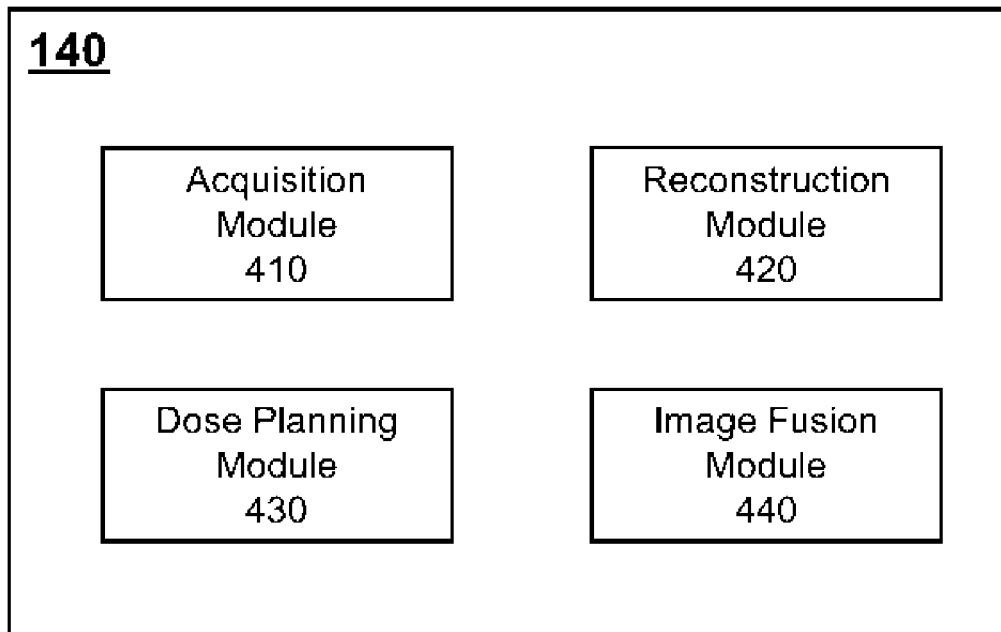 140
Acquisition
Module
410
Reconstruction
Module
420
Dose Planning
Module
430
Image Fusion
Module
440